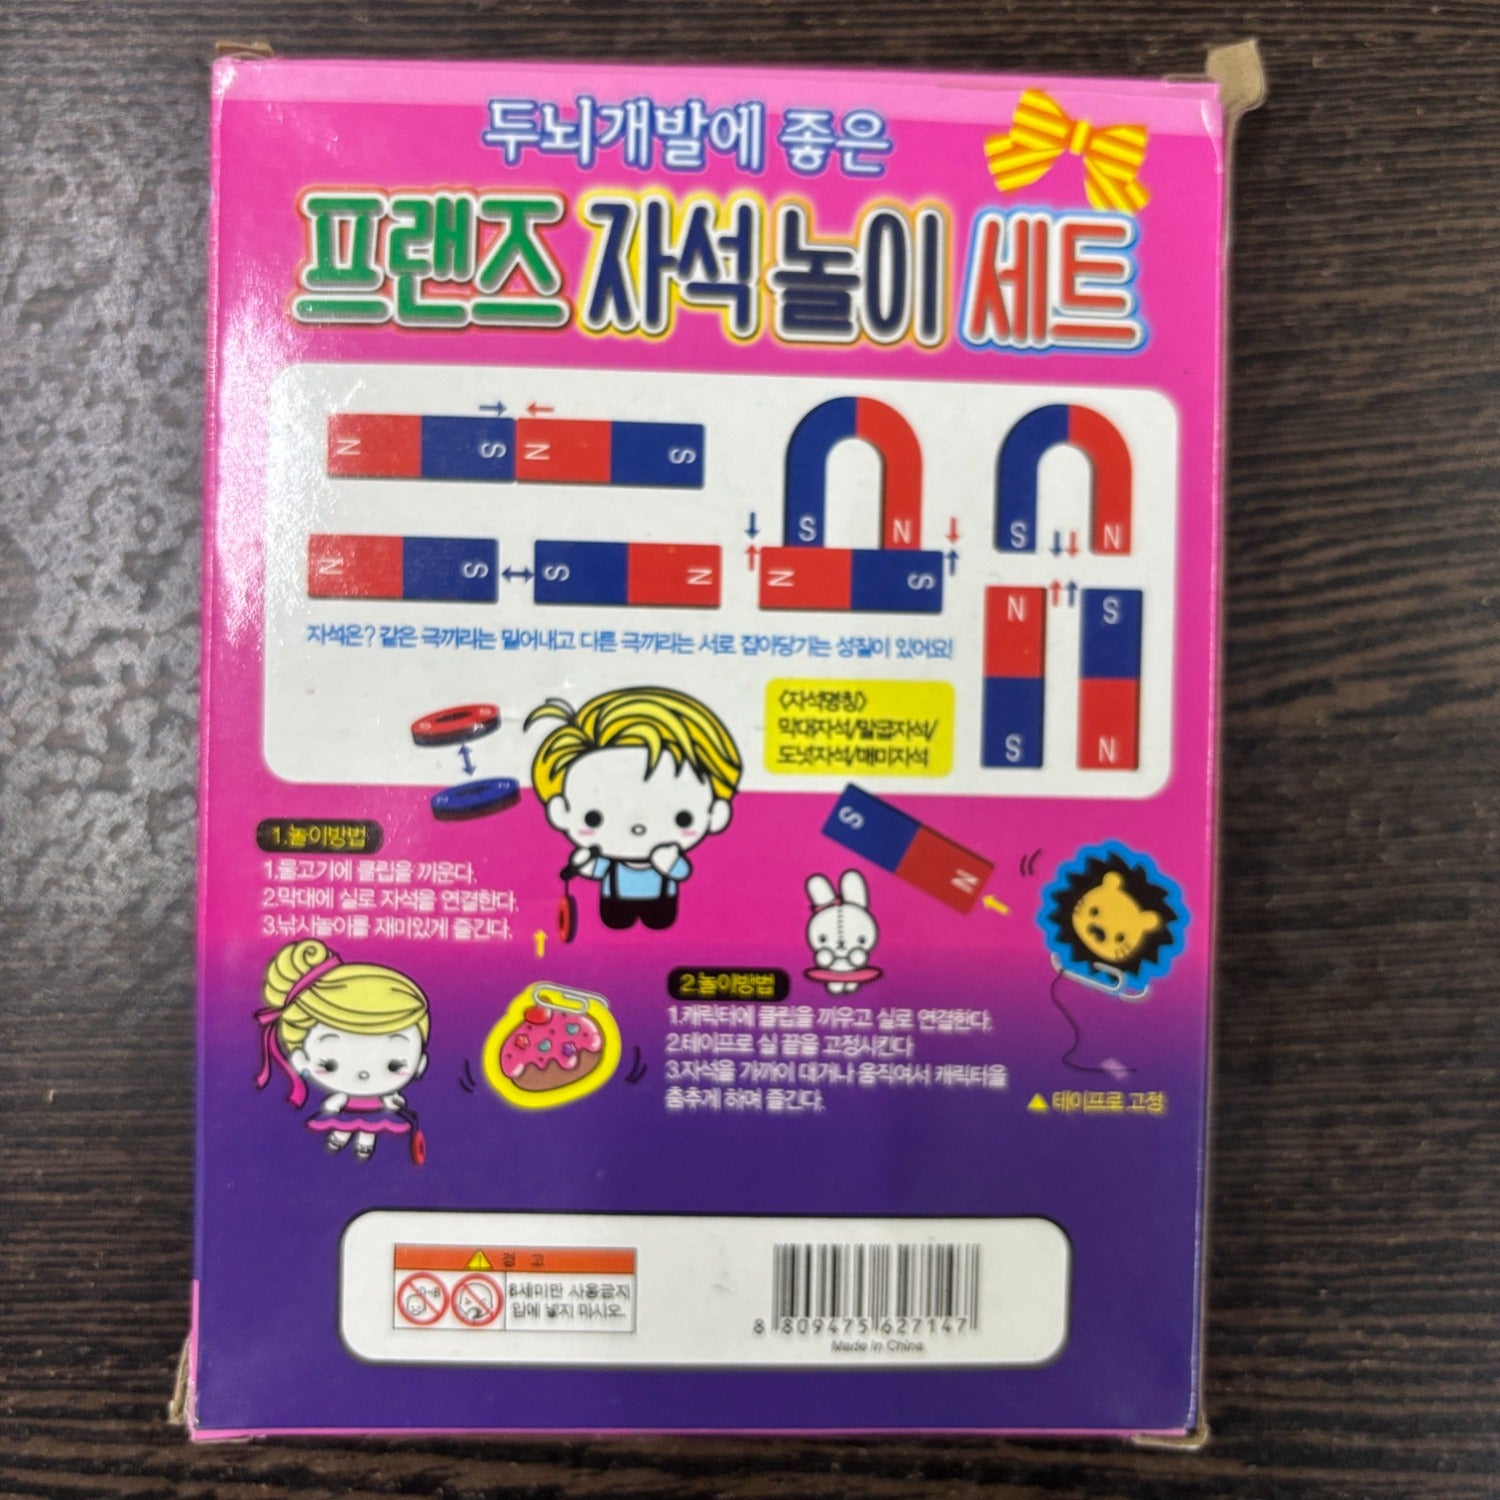 두뇌개발에 좋은
프랜즈 자석 놀이 세트
N S N S
S N
S N
N S S N
N S
N S
자석은? 같은 극끼리는 밀어내고 다른 극끼리는 서로 잡아당기는 성질이 있어요!
S N
<자석명칭>
막대자석/말굽자석/
도넛자석/매미자석
S N
1.놀이방법
1.물고기에 클립을 끼운다.
2.막대에 실로 자석을 연결한다.
3.낚시놀이를 재미있게 즐긴다.
2.놀이방법
1.캐릭터에 클립을 끼우고 실로 연결한다.
2.테이프로 실 끝을 고정시킨다
3.자석을 가까이 대거나 움직여서 캐릭터을
춤추게 하며 즐긴다.
▲ 테이프로 고정
경 고
0-8
8세미만 사용금지
입에 넣지 마시오.
8 809475 627147
Made in China